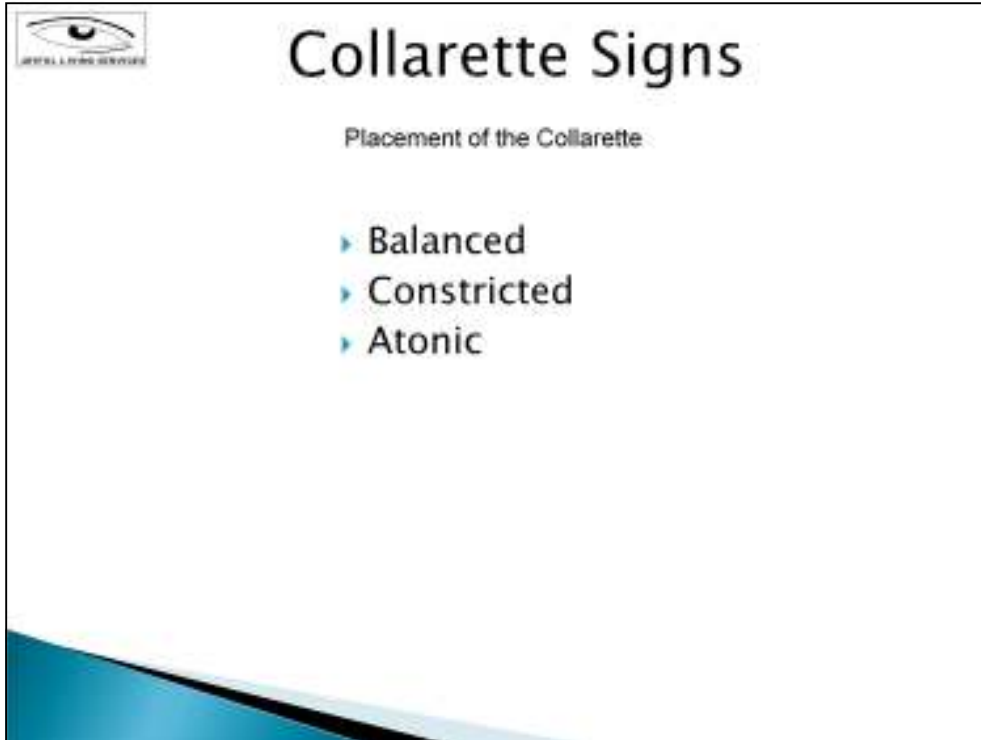 Collarette Signs
Placement of the Collarette
Balanced
Constricted
Atonic